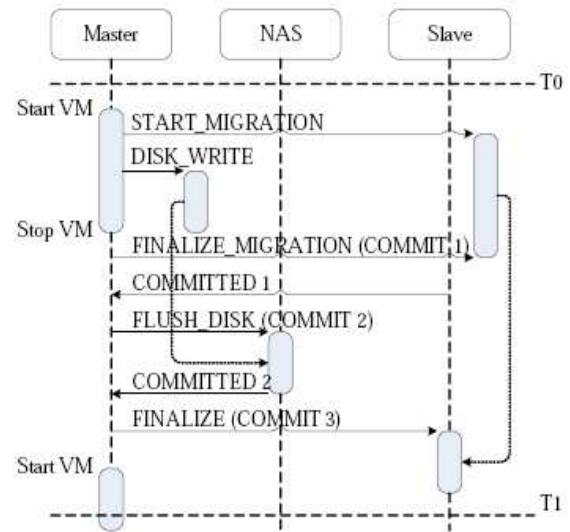 Master NAS Slave
T0
Start VM
START_MIGRATION
DISK_WRITE
Stop VM
FINALIZE_MIGRATION (COMMIT 1)
COMMITTED 1
FLUSH_DISK (COMMIT 2)
COMMITTED 2
FINALIZE (COMMIT 3)
Start VM
T1